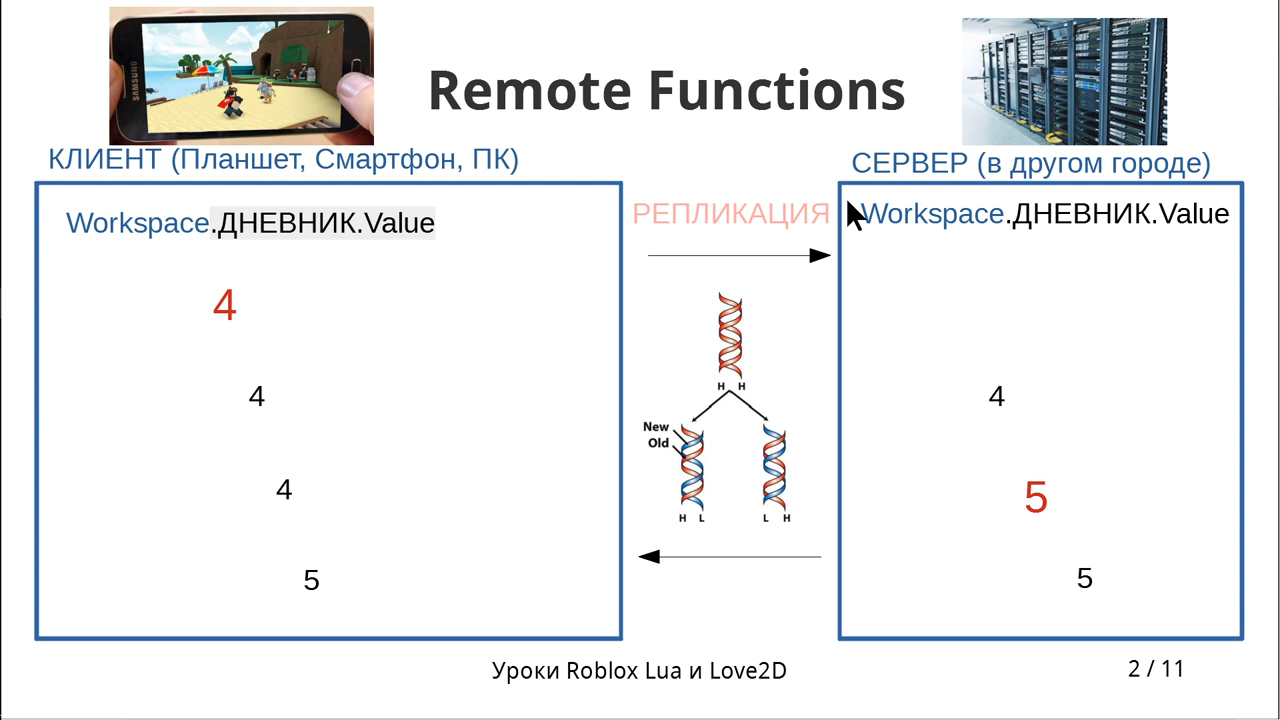 SAMSUNG
Remote Functions
КЛИЕНТ (Планшет, Смартфон, ПК)
СЕРВЕР (в другом городе)
Workspace.ДНЕВНИК.Value
РЕПЛИКАЦИЯ
Workspace.ДНЕВНИК.Value
4
H H
4
4
New
Old
4
5
H L
L H
5
5
Уроки Roblox Lua и Love2D
2 / 11